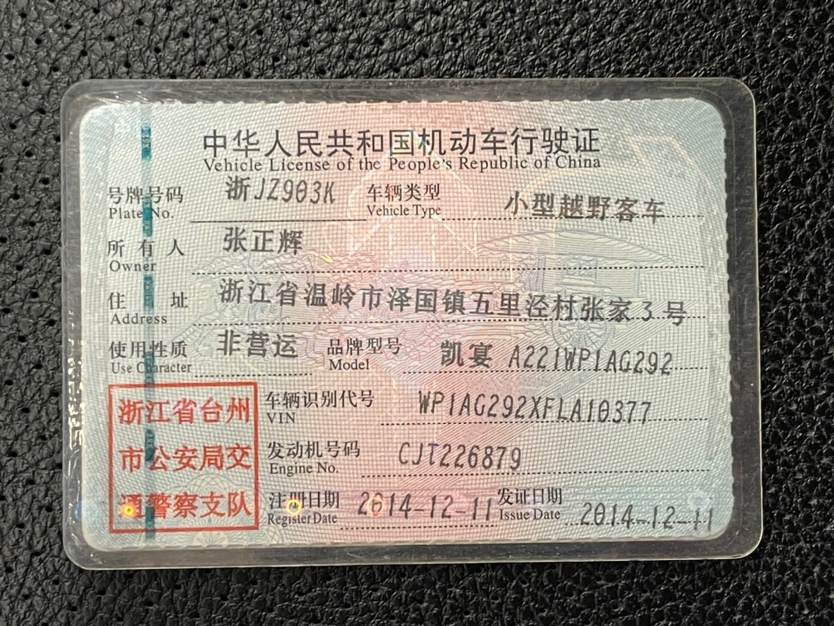 中华人民共和国机动车行驶证
Vehicle License of the People's Republic of China
号牌号码 浙JZ903K 车辆类型 小型越野客车
Plate No. Vehicle Type
所有人 张正辉
Owner
住址 浙江省温岭市泽国镇五里泾村张家3号
Address
使用性质 非营运 品牌型号 凯宴 A221WP1AG292
Use Character Model
浙江省台州 车辆识别代号 WP1AG292XFLA10377
VIN
市公安局交 发动机号码 CJT226879
Engine No.
通警察支队 注册日期 2014-12-11 发证日期 2014-12-11
Register Date Issue Date